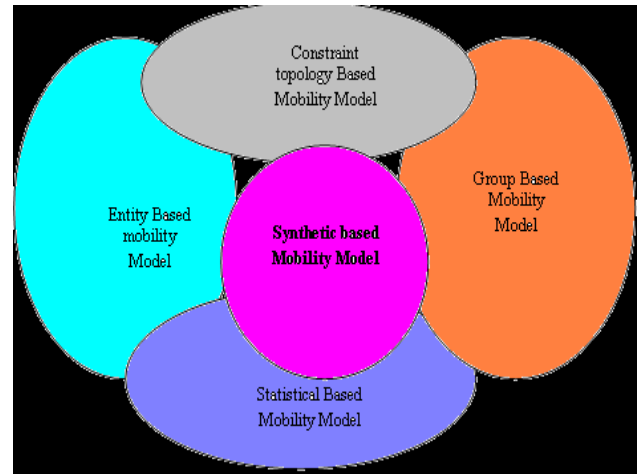 Constraint
topology Based
Mobility Model
Entity Based
mobility
Model
Synthetic based
Mobility Model
Group Based
Mobility
Model
Statistical Based
Mobility Model